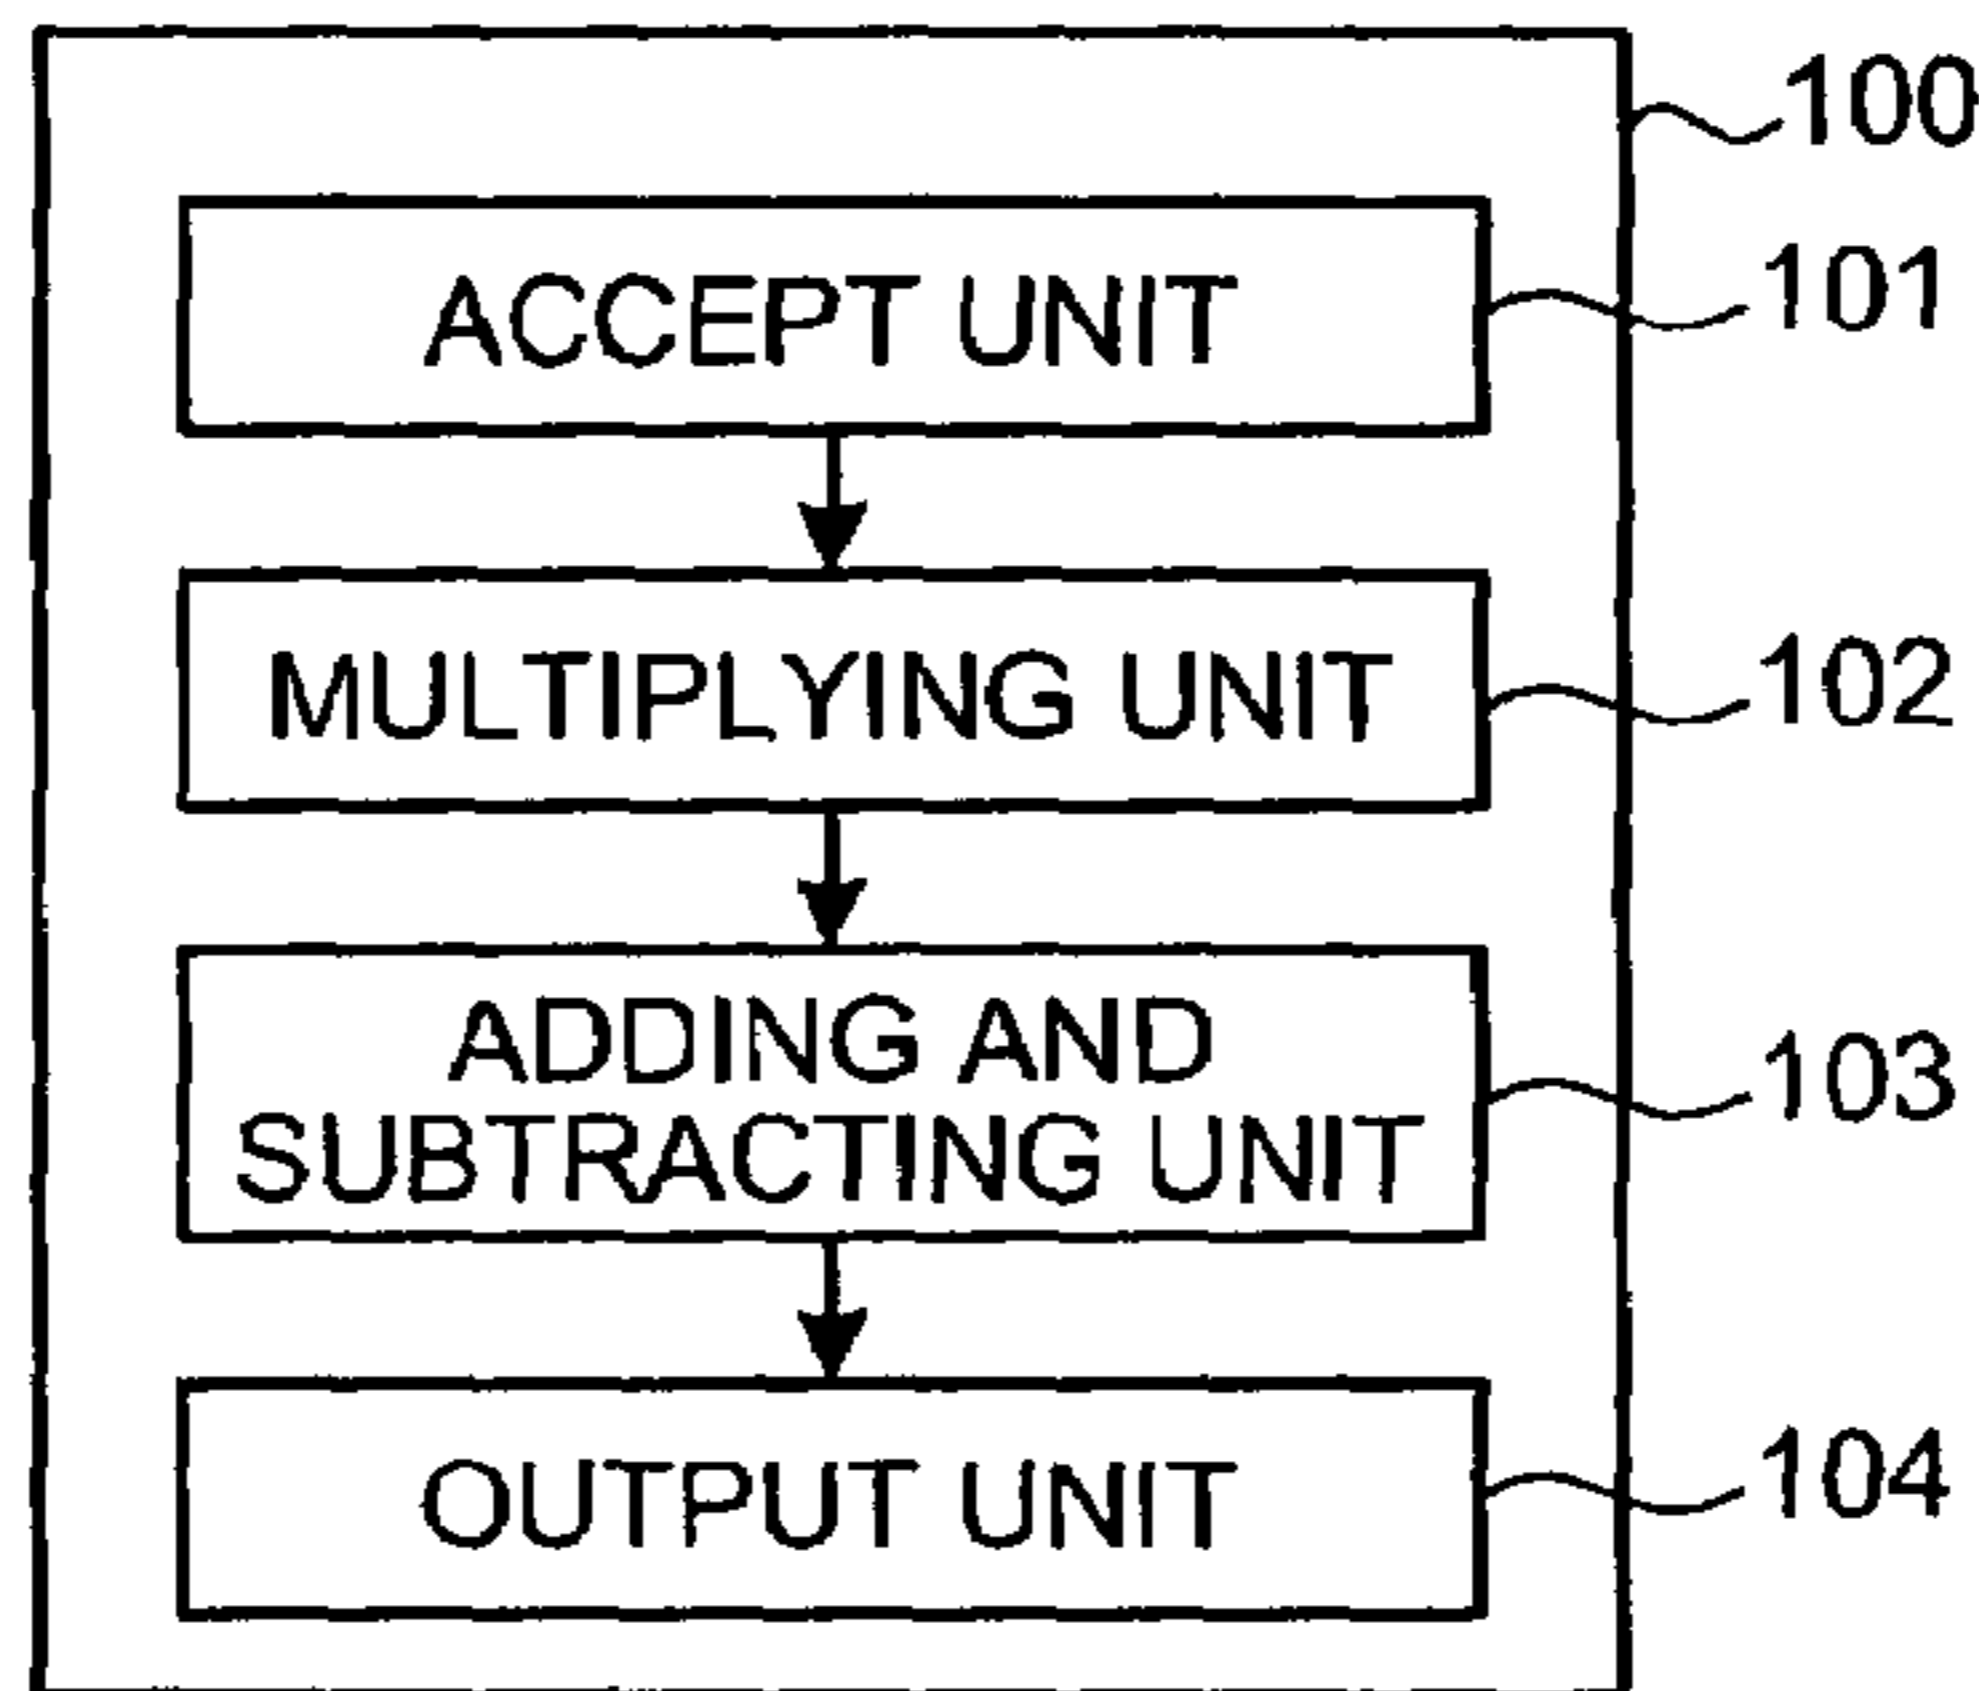 100
ACCEPT UNIT
101
MULTIPLYING UNIT
102
ADDING AND
SUBTRACTING UNIT
103
OUTPUT UNIT
104